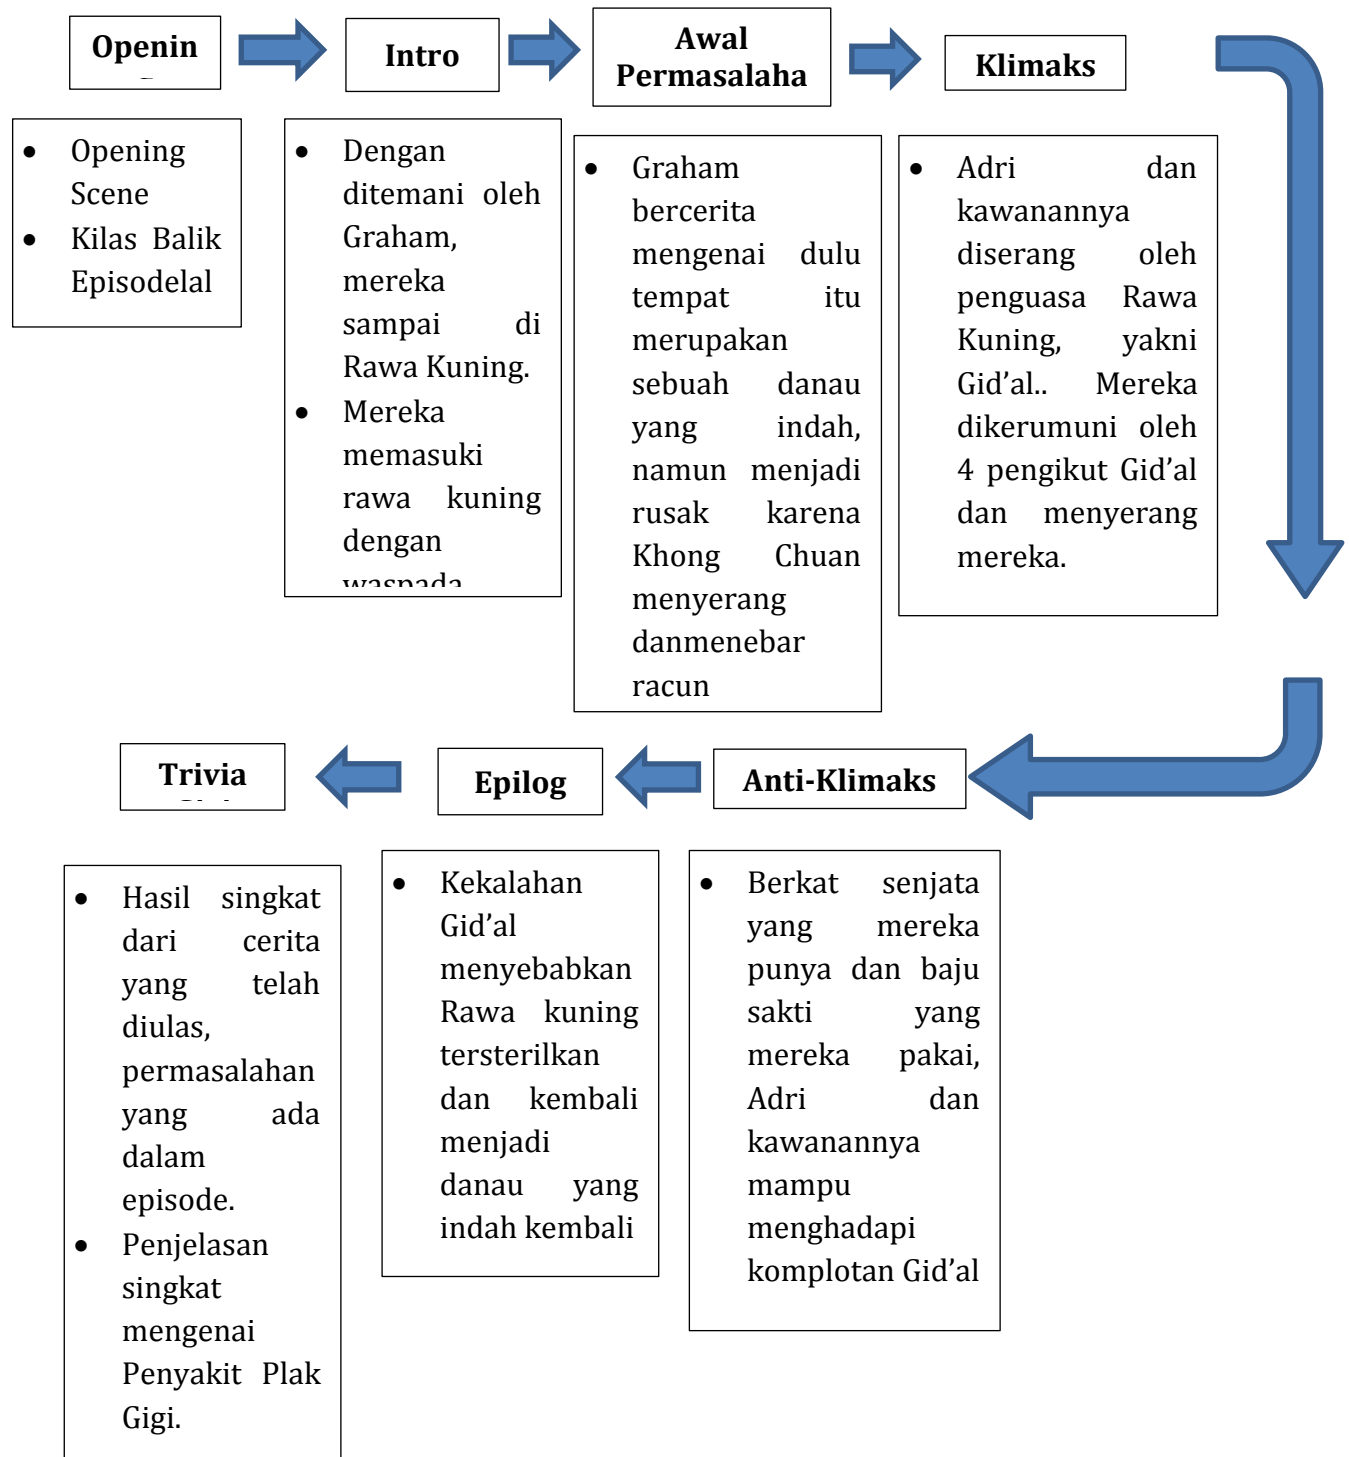 Openin
Intro
Awal
Permasalaha
Klimaks
• Opening
Scene
• Kilas Balik
Episodelal
• Dengan
ditemani oleh
Graham,
mereka
sampai di
Rawa Kuning.
• Mereka
memasuki
rawa kuning
dengan
waspada
• Graham
bercerita
mengenai dulu
tempat itu
merupakan
sebuah danau
yang indah,
namun menjadi
rusak karena
Khong Chuan
menyerang
danmenebar
racun
• Adri dan
kawanannya
diserang oleh
penguasa Rawa
Kuning, yakni
Gid’al.. Mereka
dikerumuni oleh
4 pengikut Gid’al
dan menyerang
mereka.
Anti-Klimaks
Epilog
Trivia
• Berkat senjata
yang mereka
punya dan baju
sakti yang
mereka pakai,
Adri dan
kawanannya
mampu
menghadapi
komplotan Gid’al
• Kekalahan
Gid’al
menyebabkan
Rawa kuning
tersterilkan
dan kembali
menjadi
danau yang
indah kembali
• Hasil singkat
dari cerita
yang telah
diulas,
permasalahan
yang ada
dalam
episode.
• Penjelasan
singkat
mengenai
Penyakit Plak
Gigi.